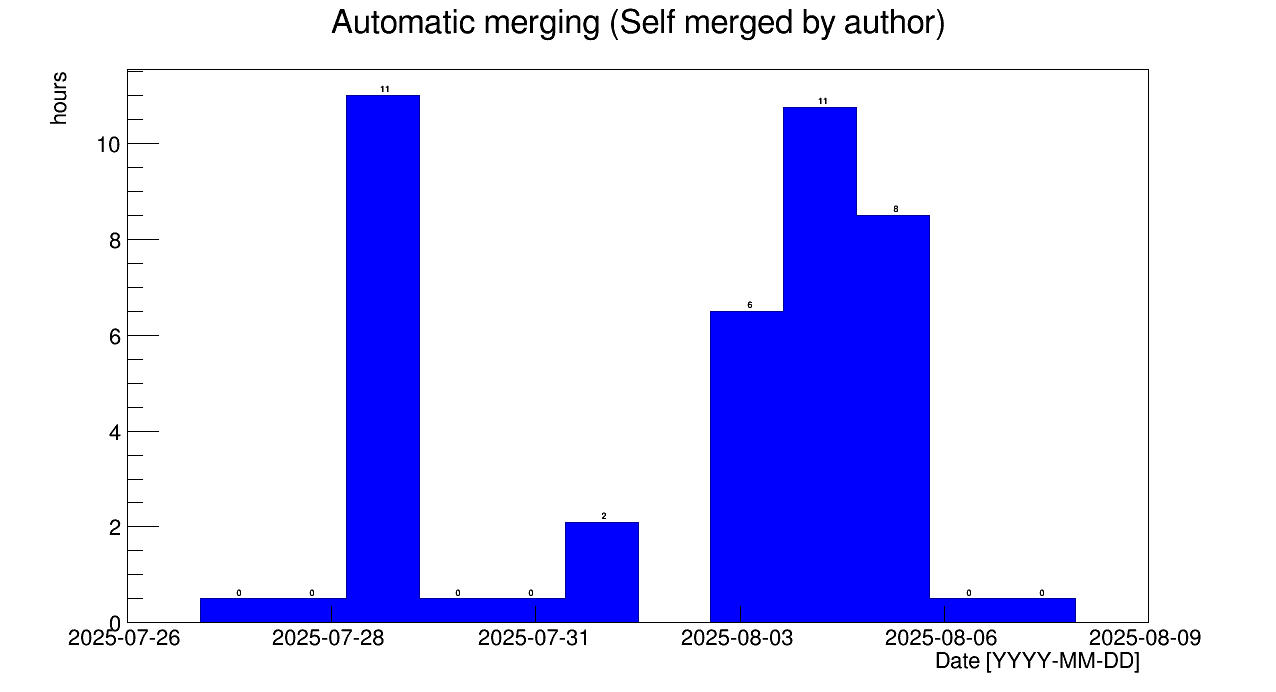 Automatic merging (Self merged by author)
hours
11
11
10
8
8
6
6
4
2
2
0 0 0 0 0 0
0
2025-07-26 2025-07-28 2025-07-31 2025-08-03 2025-08-06 2025-08-09
Date [YYYY-MM-DD]